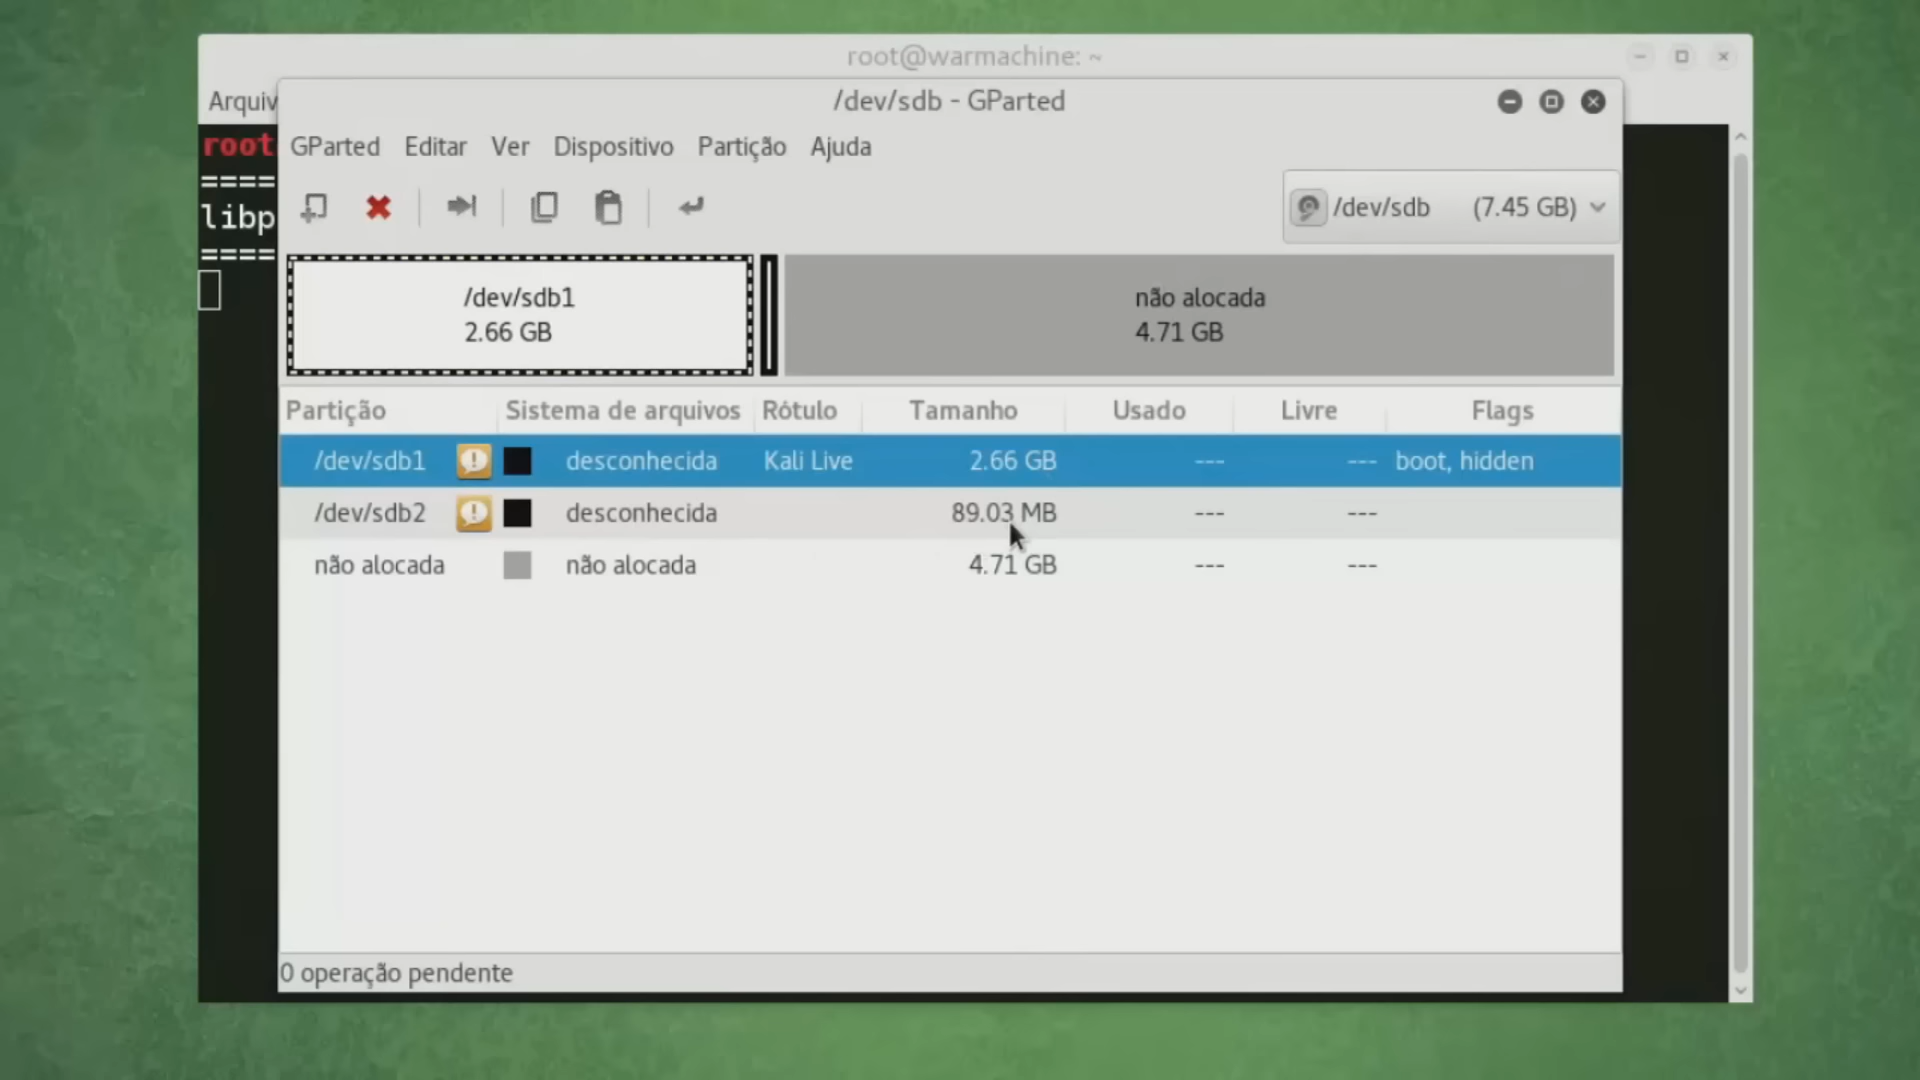 root@warmachine: ~
Arquiv
/dev/sdb - GParted
root
GParted Editar Ver Dispositivo Partição Ajuda
====
libp
====
/dev/sdb (7.45 GB)
/dev/sdb1
2.66 GB
não alocada
4.71 GB
Partição Sistema de arquivos Rótulo Tamanho Usado Livre Flags
/dev/sdb1 desconhecida Kali Live 2.66 GB --- --- boot, hidden
/dev/sdb2 desconhecida 89.03 MB --- ---
não alocada não alocada 4.71 GB --- ---
0 operação pendente